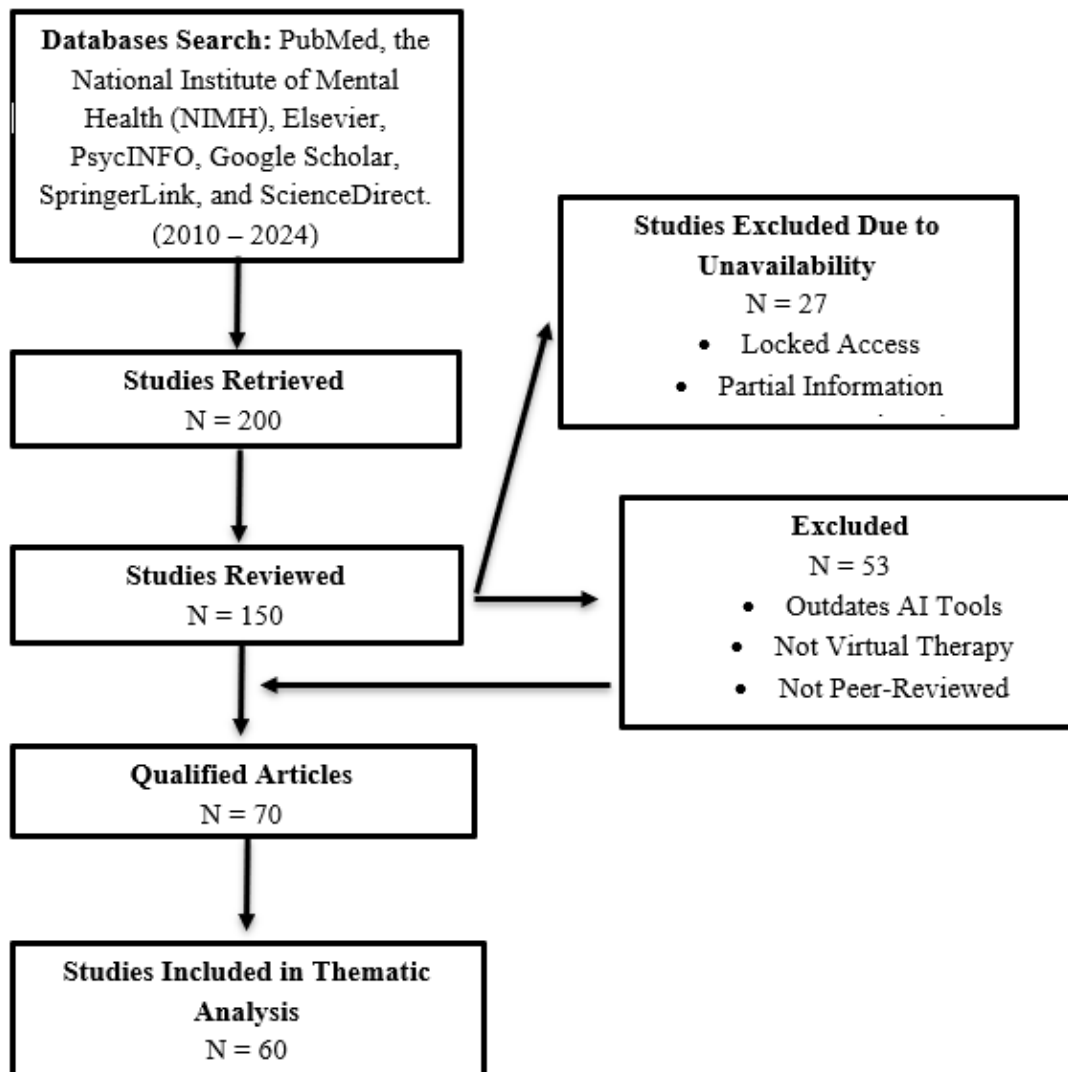 Databases Search: PubMed, the
National Institute of Mental
Health (NIMH), Elsevier,
PsycINFO, Google Scholar,
SpringerLink, and ScienceDirect.
(2010 – 2024)
Studies Retrieved
N = 200
Studies Excluded Due to
Unavailability
N = 27
• Locked Access
• Partial Information
Studies Reviewed
N = 150
Excluded
N = 53
• Outdates AI Tools
• Not Virtual Therapy
• Not Peer-Reviewed
Qualified Articles
N = 70
Studies Included in Thematic
Analysis
N = 60